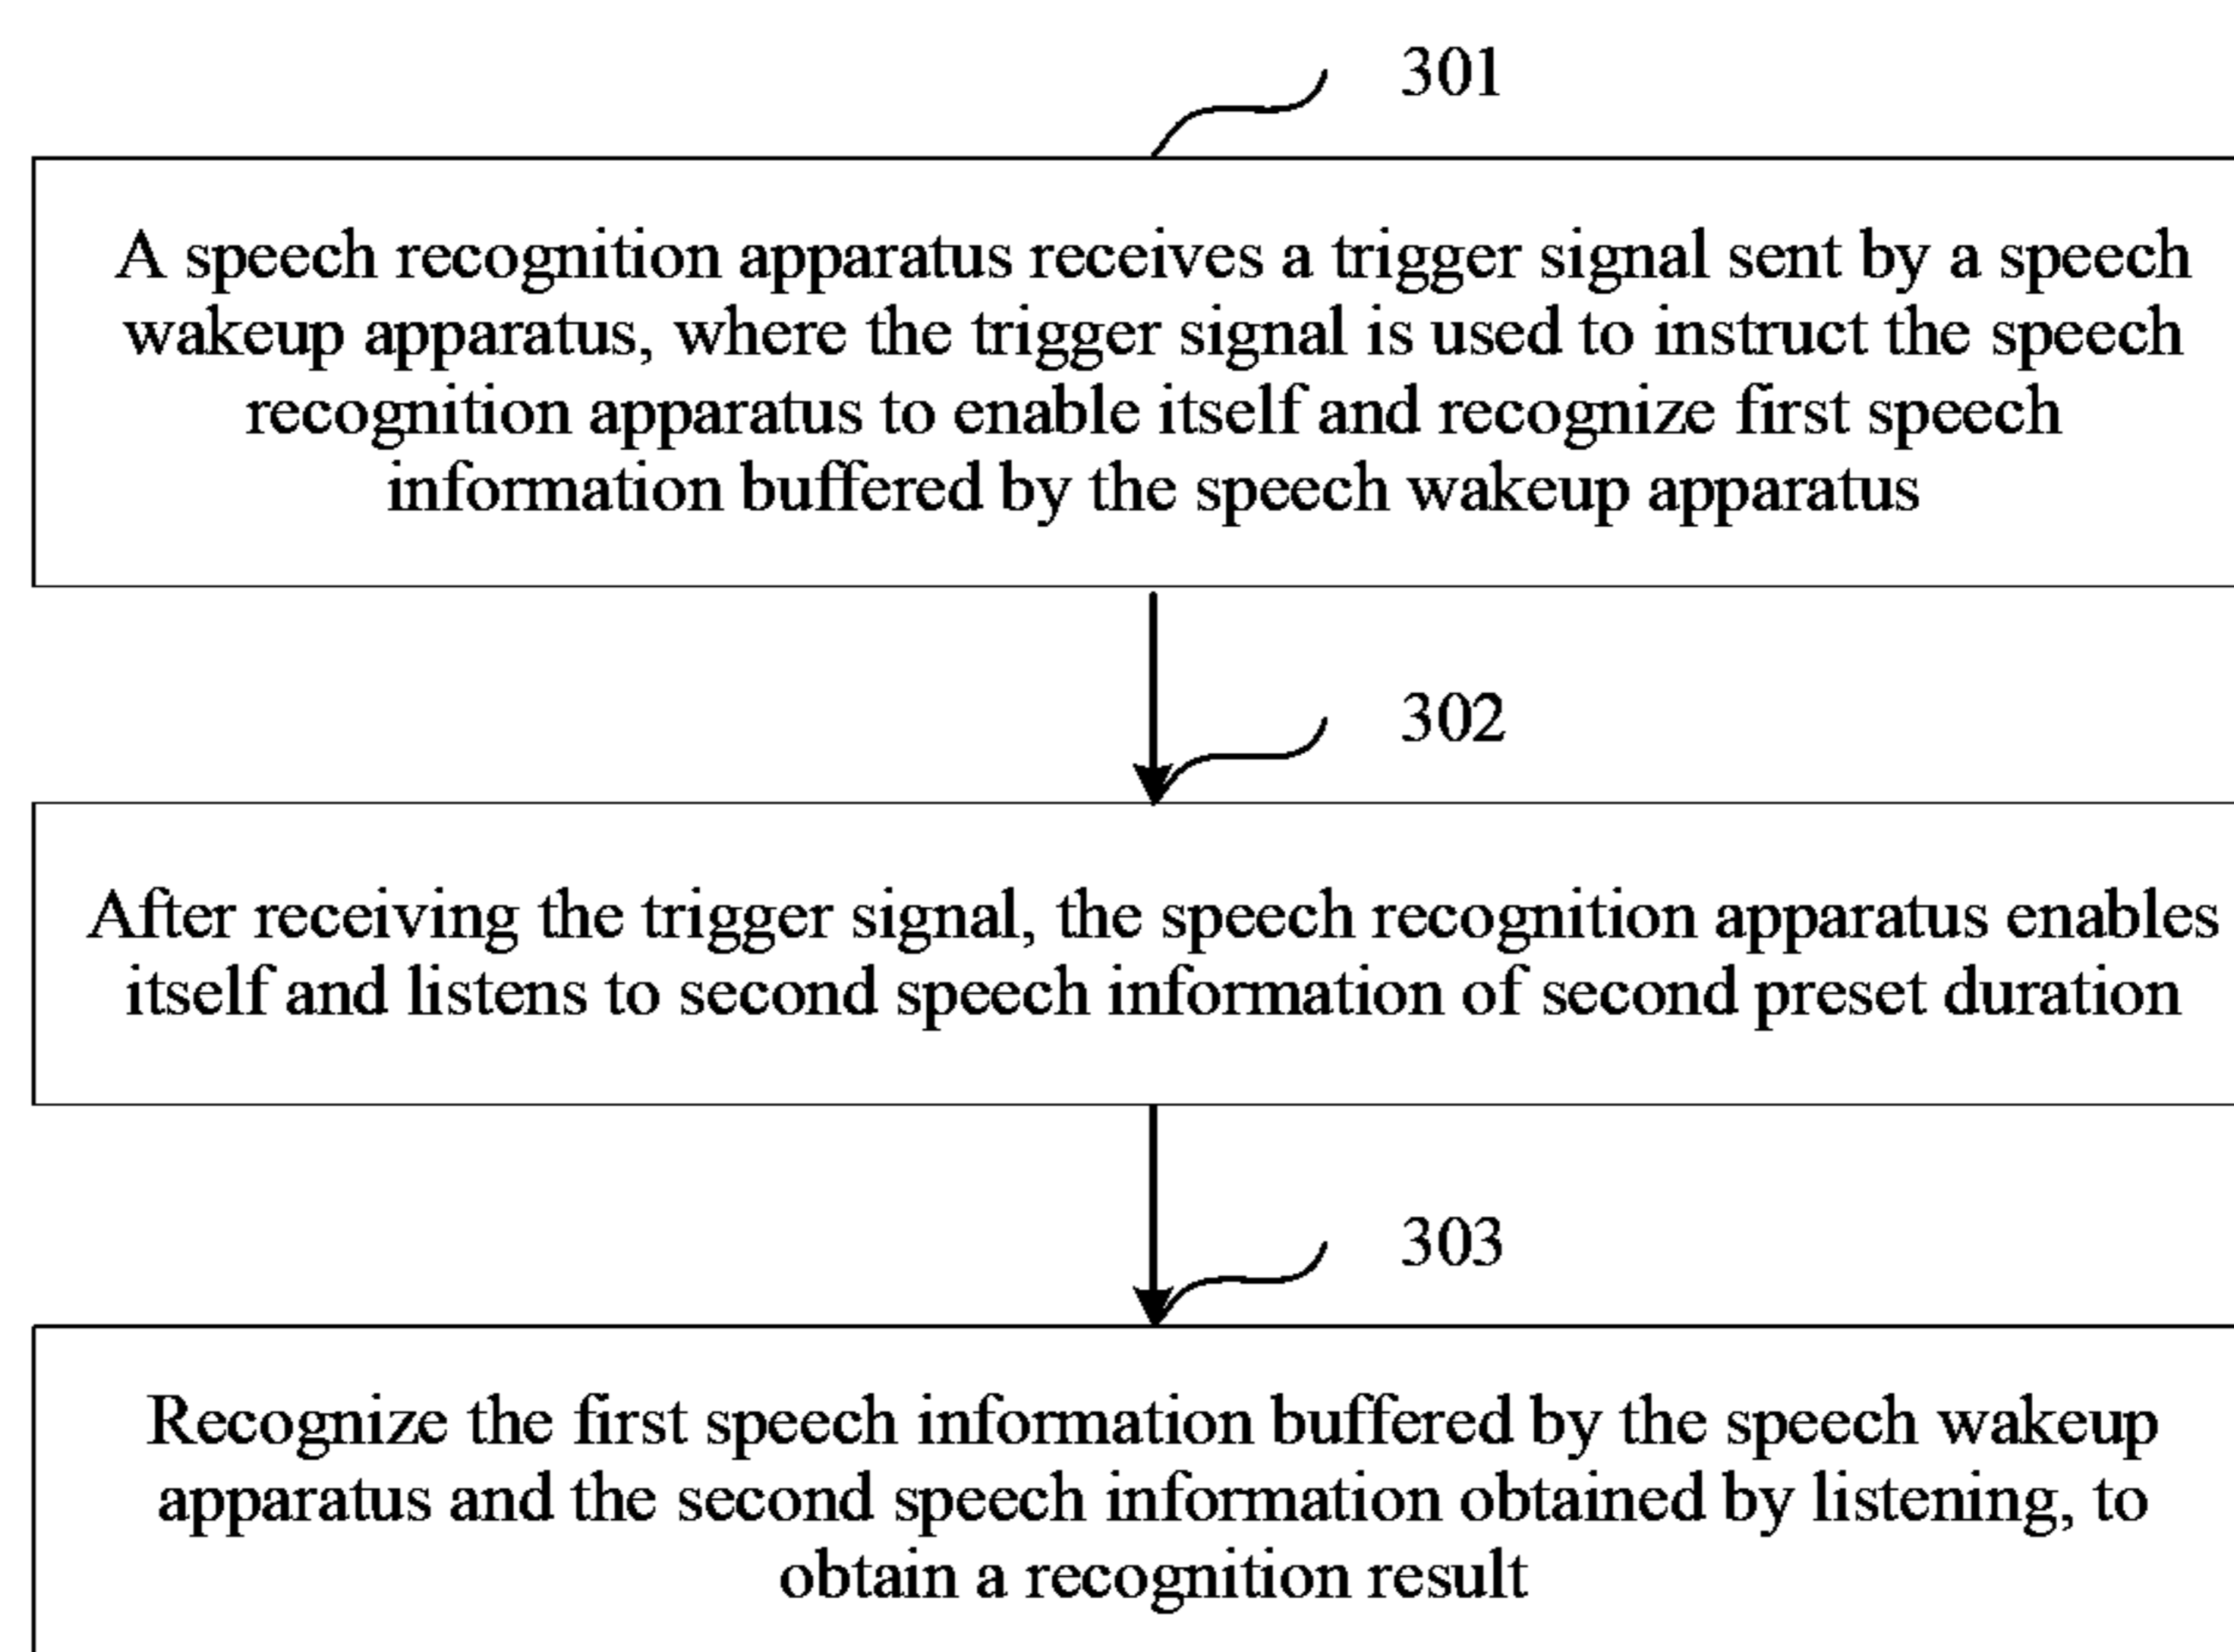 301
A speech recognition apparatus receives a trigger signal sent by a speech
wakeup apparatus, where the trigger signal is used to instruct the speech
recognition apparatus to enable itself and recognize first speech
information buffered by the speech wakeup apparatus
302
After receiving the trigger signal, the speech recognition apparatus enables
itself and listens to second speech information of second preset duration
303
Recognize the first speech information buffered by the speech wakeup
apparatus and the second speech information obtained by listening, to
obtain a recognition result